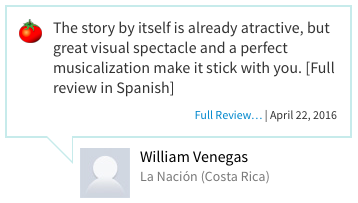 The story by itself is already atractive, but
great visual spectacle and a perfect
musicalization make it stick with you. [Full
review in Spanish]
Full Review… | April 22, 2016
William Venegas
La Nación (Costa Rica)